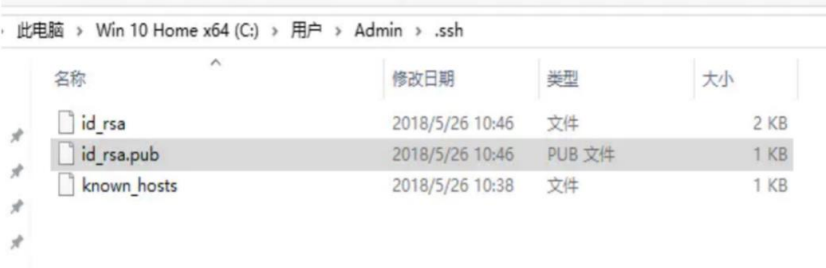 此电脑 > Win 10 Home x64 (C:) > 用户 > Admin > .ssh
名称 修改日期 类型 大小
id_rsa 2018/5/26 10:46 文件 2 KB
id_rsa.pub 2018/5/26 10:46 PUB 文件 1 KB
known_hosts 2018/5/26 10:38 文件 1 KB